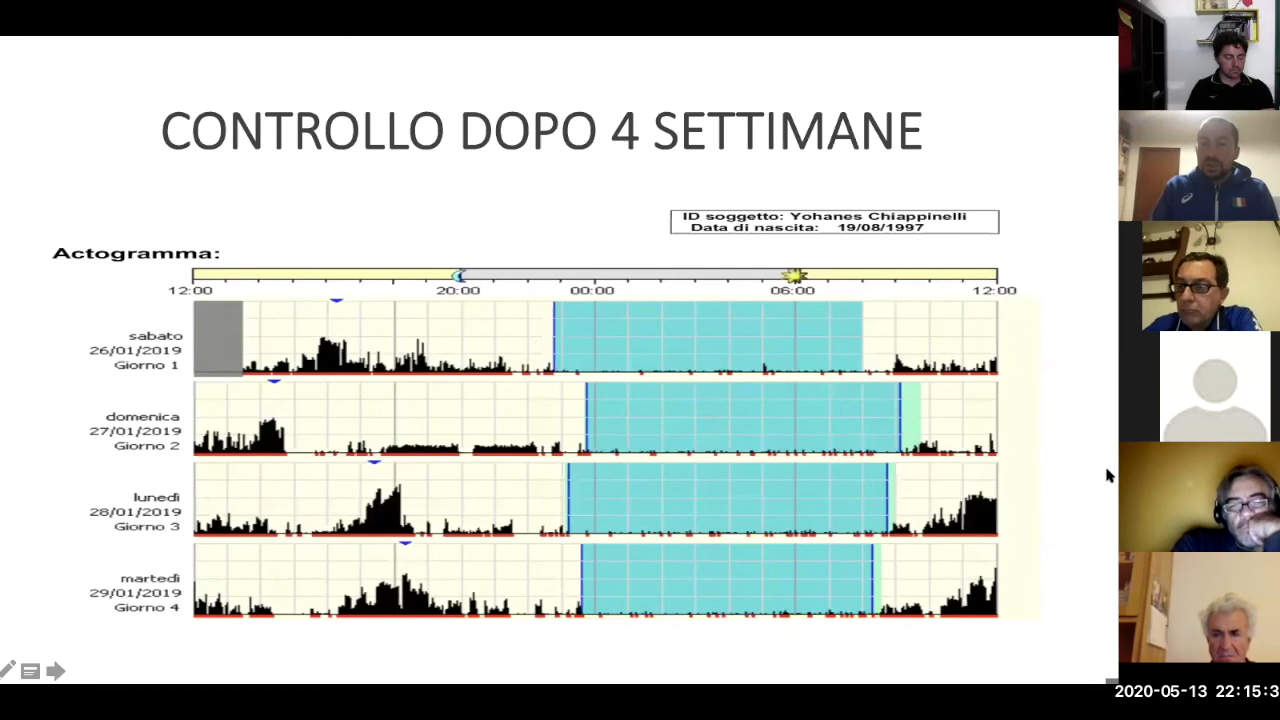 CONTROLLO DOPO 4 SETTIMANE
ID soggetto: Yohanes Chiappinelli
Data di nascita: 19/08/1997
Actogramma:
12:00 20:00 00:00 06:00 12:00
sabato
26/01/2019
Giorno 1
domenica
27/01/2019
Giorno 2
lunedì
28/01/2019
Giorno 3
martedì
29/01/2019
Giorno 4
2020-05-13 22:15:3